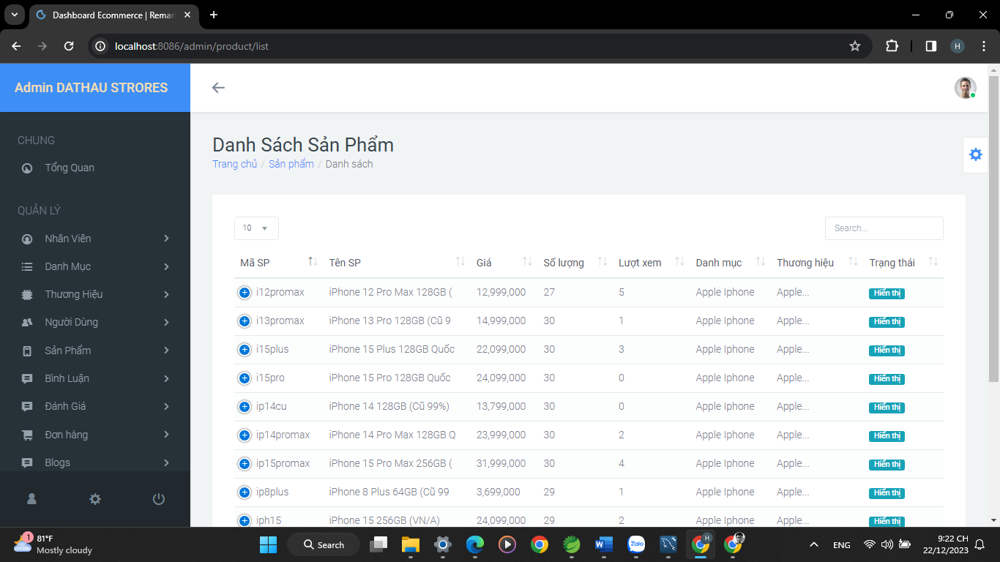 Dashboard Ecommerce | Remar
localhost:8086/admin/product/list
H
Admin DATHAU STRORES
CHUNG
Tổng Quan
QUẢN LÝ
Nhân Viên
Danh Mục
Thương Hiệu
Người Dùng
Sản Phẩm
Bình Luận
Đánh Giá
Đơn hàng
Blogs
Danh Sách Sản Phẩm
Trang chủ / Sản phẩm / Danh sách
10
Search...
Mã SP Tên SP Giá Số lượng Lượt xem Danh mục Thương hiệu Trạng thái
i12promax iPhone 12 Pro Max 128GB ( 12,999,000 27 5 Apple Iphone Apple... Hiển thị
i13promax iPhone 13 Pro 128GB (Cũ 9 14,999,000 30 1 Apple Iphone Apple... Hiển thị
i15plus iPhone 15 Plus 128GB Quốc 22,099,000 30 3 Apple Iphone Apple... Hiển thị
i15pro iPhone 15 Pro 128GB Quốc 24,099,000 30 0 Apple Iphone Apple... Hiển thị
ip14cu iPhone 14 128GB (Cũ 99%) 13,799,000 30 0 Apple Iphone Apple... Hiển thị
ip14promax iPhone 14 Pro Max 128GB Q 23,999,000 30 2 Apple Iphone Apple... Hiển thị
ip15promax iPhone 15 Pro Max 256GB ( 31,999,000 30 4 Apple Iphone Apple... Hiển thị
ip8plus iPhone 8 Plus 64GB (Cũ 99 3,699,000 29 1 Apple Iphone Apple... Hiển thị
iph15 iPhone 15 256GB (VN/A) 24,099,000 29 2 Apple Iphone Apple... Hiển thị
1
81°F
Mostly cloudy
Search
Zalo
H
ENG
9:22 CH
22/12/2023